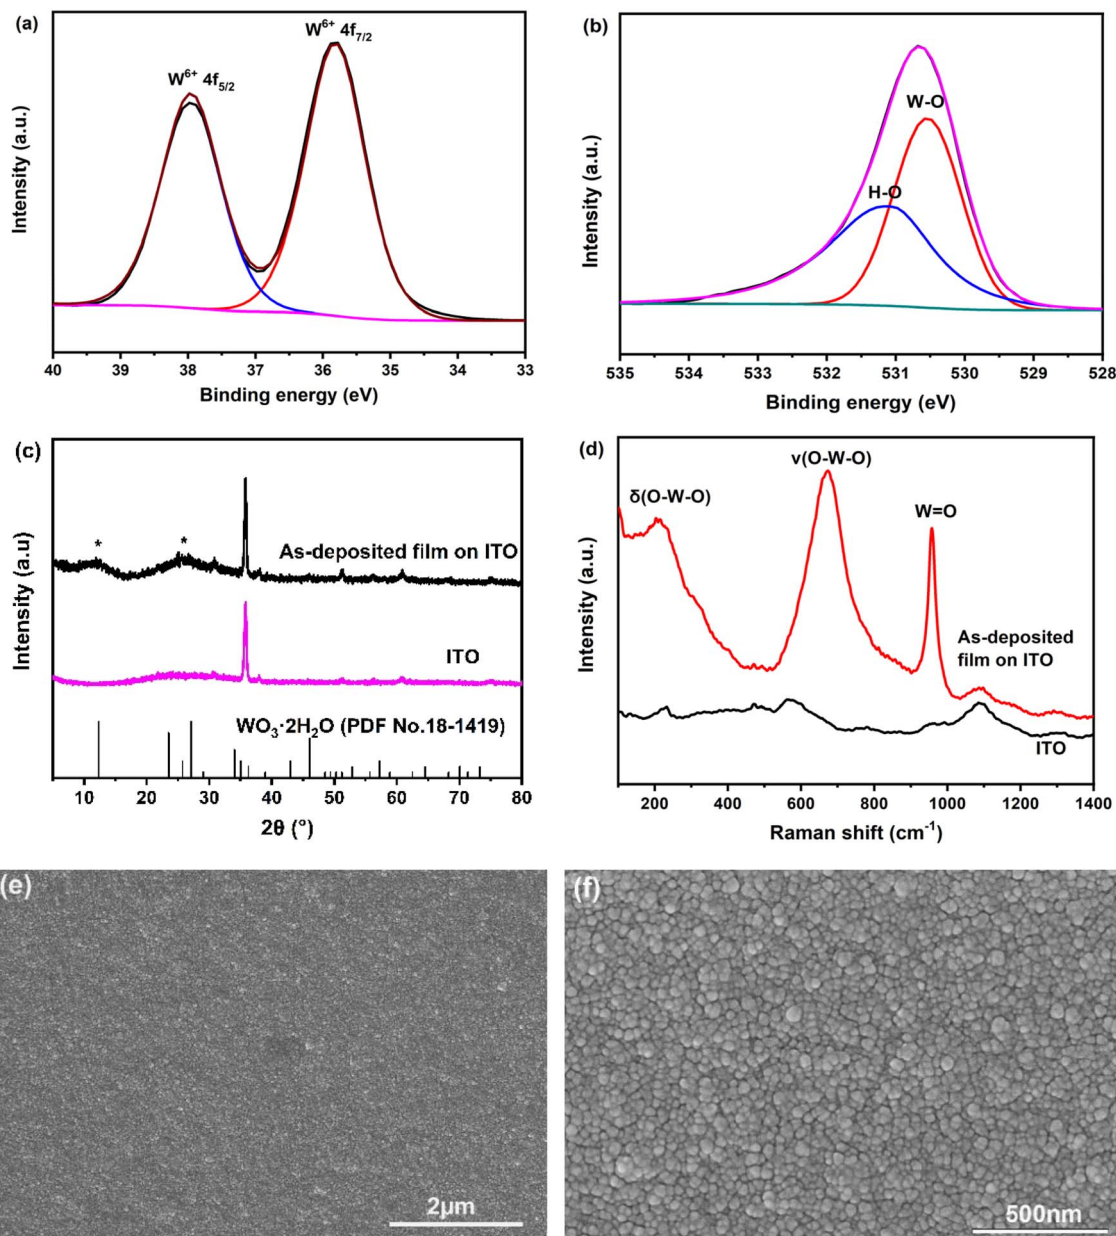 (a)
W⁶⁺ 4f₇/₂
W⁶⁺ 4f₅/₂
Intensity (a.u.)
40 39 38 37 36 35 34 33
Binding energy (eV)
(b)
W-O
H-O
Intensity (a.u.)
535 534 533 532 531 530 529 528
Binding energy (eV)
(c)
*
*
As-deposited film on ITO
ITO
WO₃·2H₂O (PDF No.18-1419)
Intensity (a.u)
10 20 30 40 50 60 70 80
2θ (°)
(d)
ν(O-W-O)
δ(O-W-O)
W=O
As-deposited
film on ITO
ITO
Intensity (a.u.)
200 400 600 800 1000 1200 1400
Raman shift (cm⁻¹)
(e)
2μm
(f)
500nm